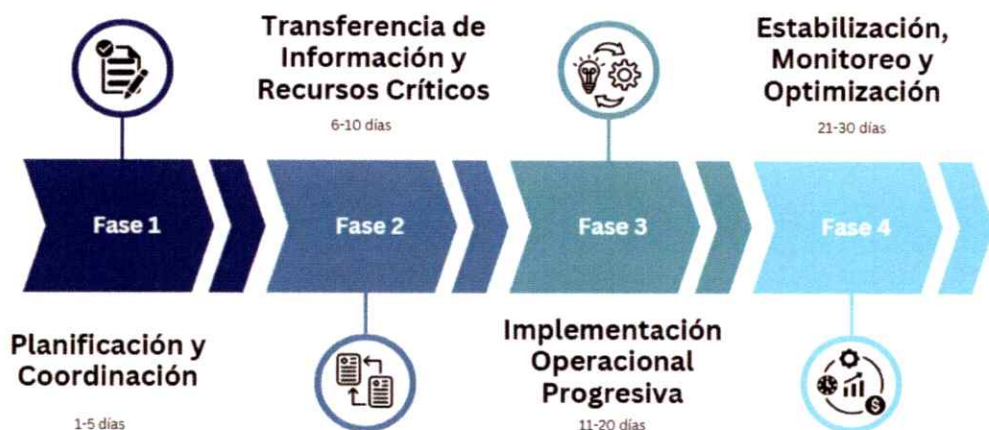 Transferencia de
Información y
Recursos Críticos
6-10 días
Estabilización,
Monitoreo y
Optimización
21-30 días
Fase 1
Fase 2
Fase 3
Fase 4
Planificación y
Coordinación
1-5 días
Implementación
Operacional
Progresiva
11-20 días
$